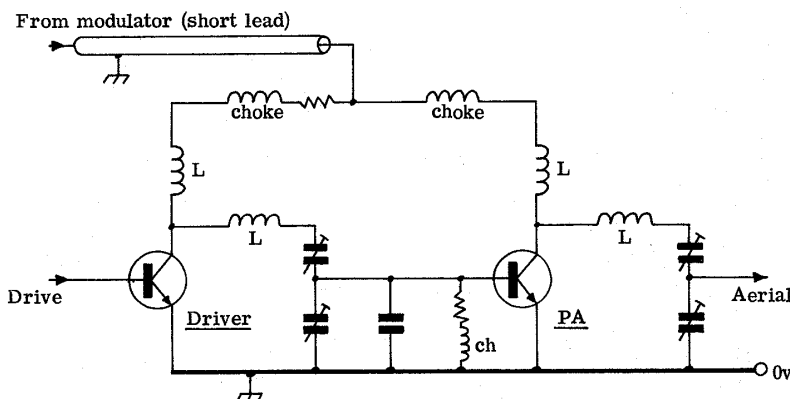 From modulator (short lead)
choke
choke
L
L
L
L
Drive
Driver
ch
PA
Aerial
0v